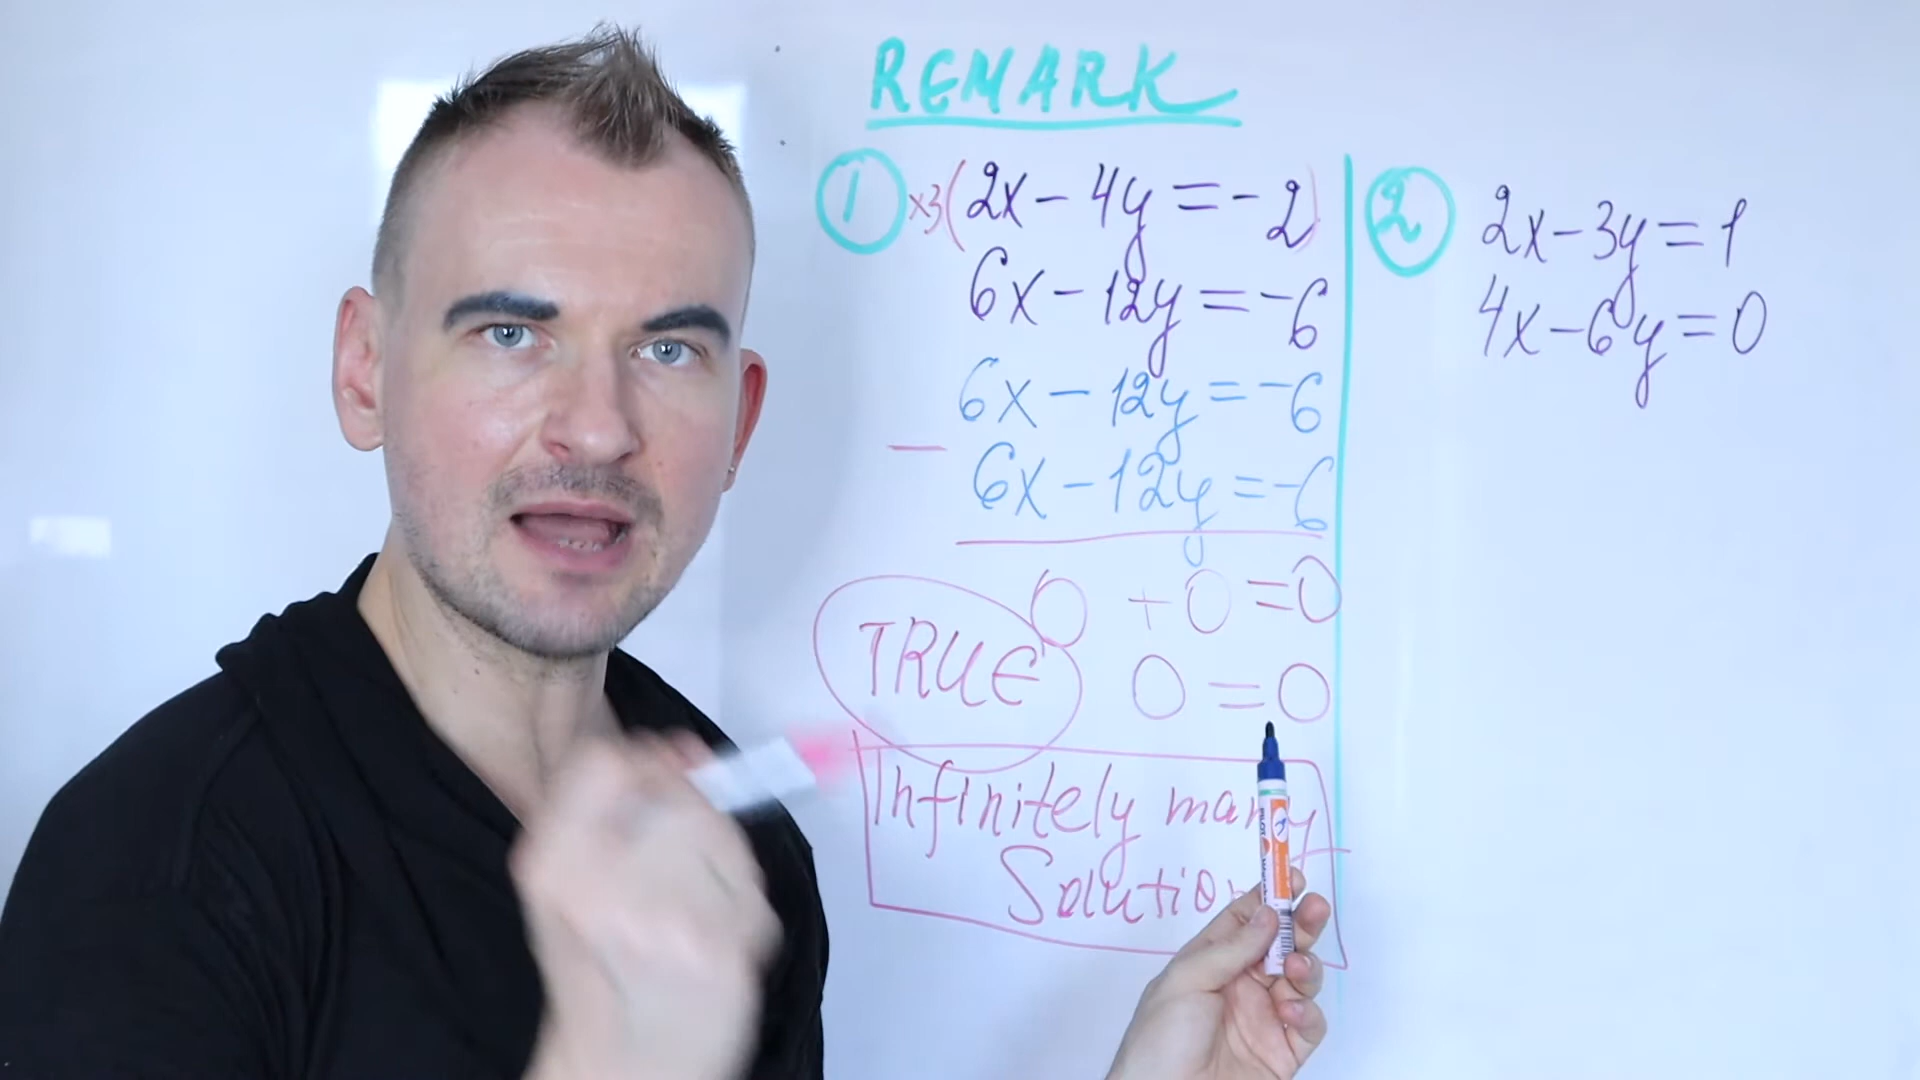 REMARK
1 ×3(2x - 4y = -2)
6x - 12y = -6
6x - 12y = -6
- 6x - 12y = -6
0 + 0 = 0
TRUE 0 = 0
Infinitely many
2 2x - 3y = 1
4x - 6y = 0
PILOT